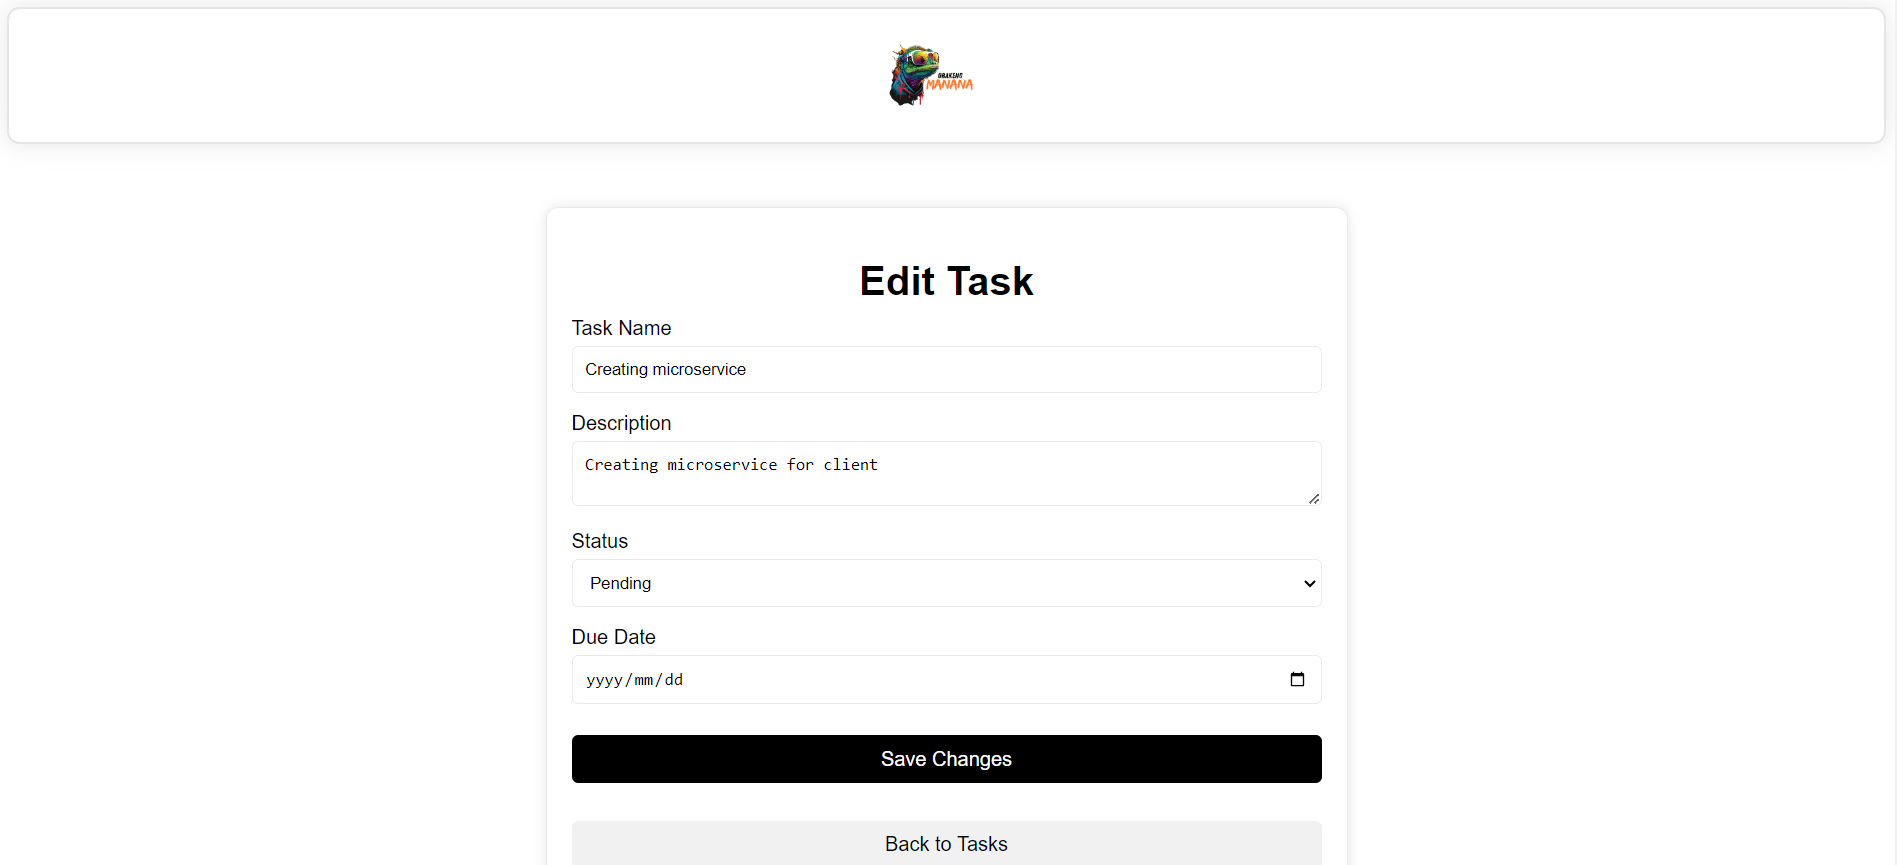 OBAKENG
MANANA
Edit Task
Task Name
Creating microservice
Description
Creating microservice for client
Status
Pending
Due Date
yyyy/mm/dd
Save Changes
Back to Tasks